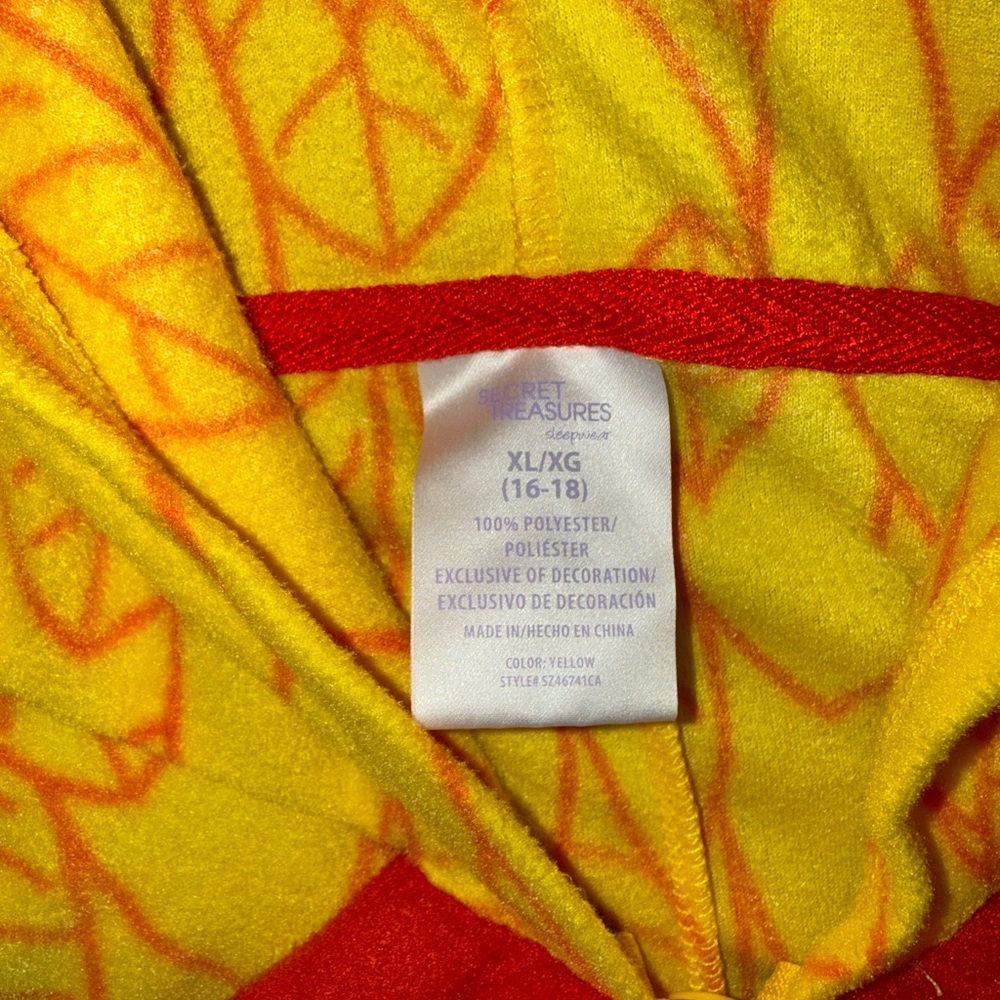 SECRET
TREASURES
sleepwear
XL/XG
(16-18)
100% POLYESTER/
POLIÉSTER
EXCLUSIVE OF DECORATION/
EXCLUSIVO DE DECORACIÓN
MADE IN/HECHO EN CHINA
COLOR: YELLOW
STYLE# SZ46741CA